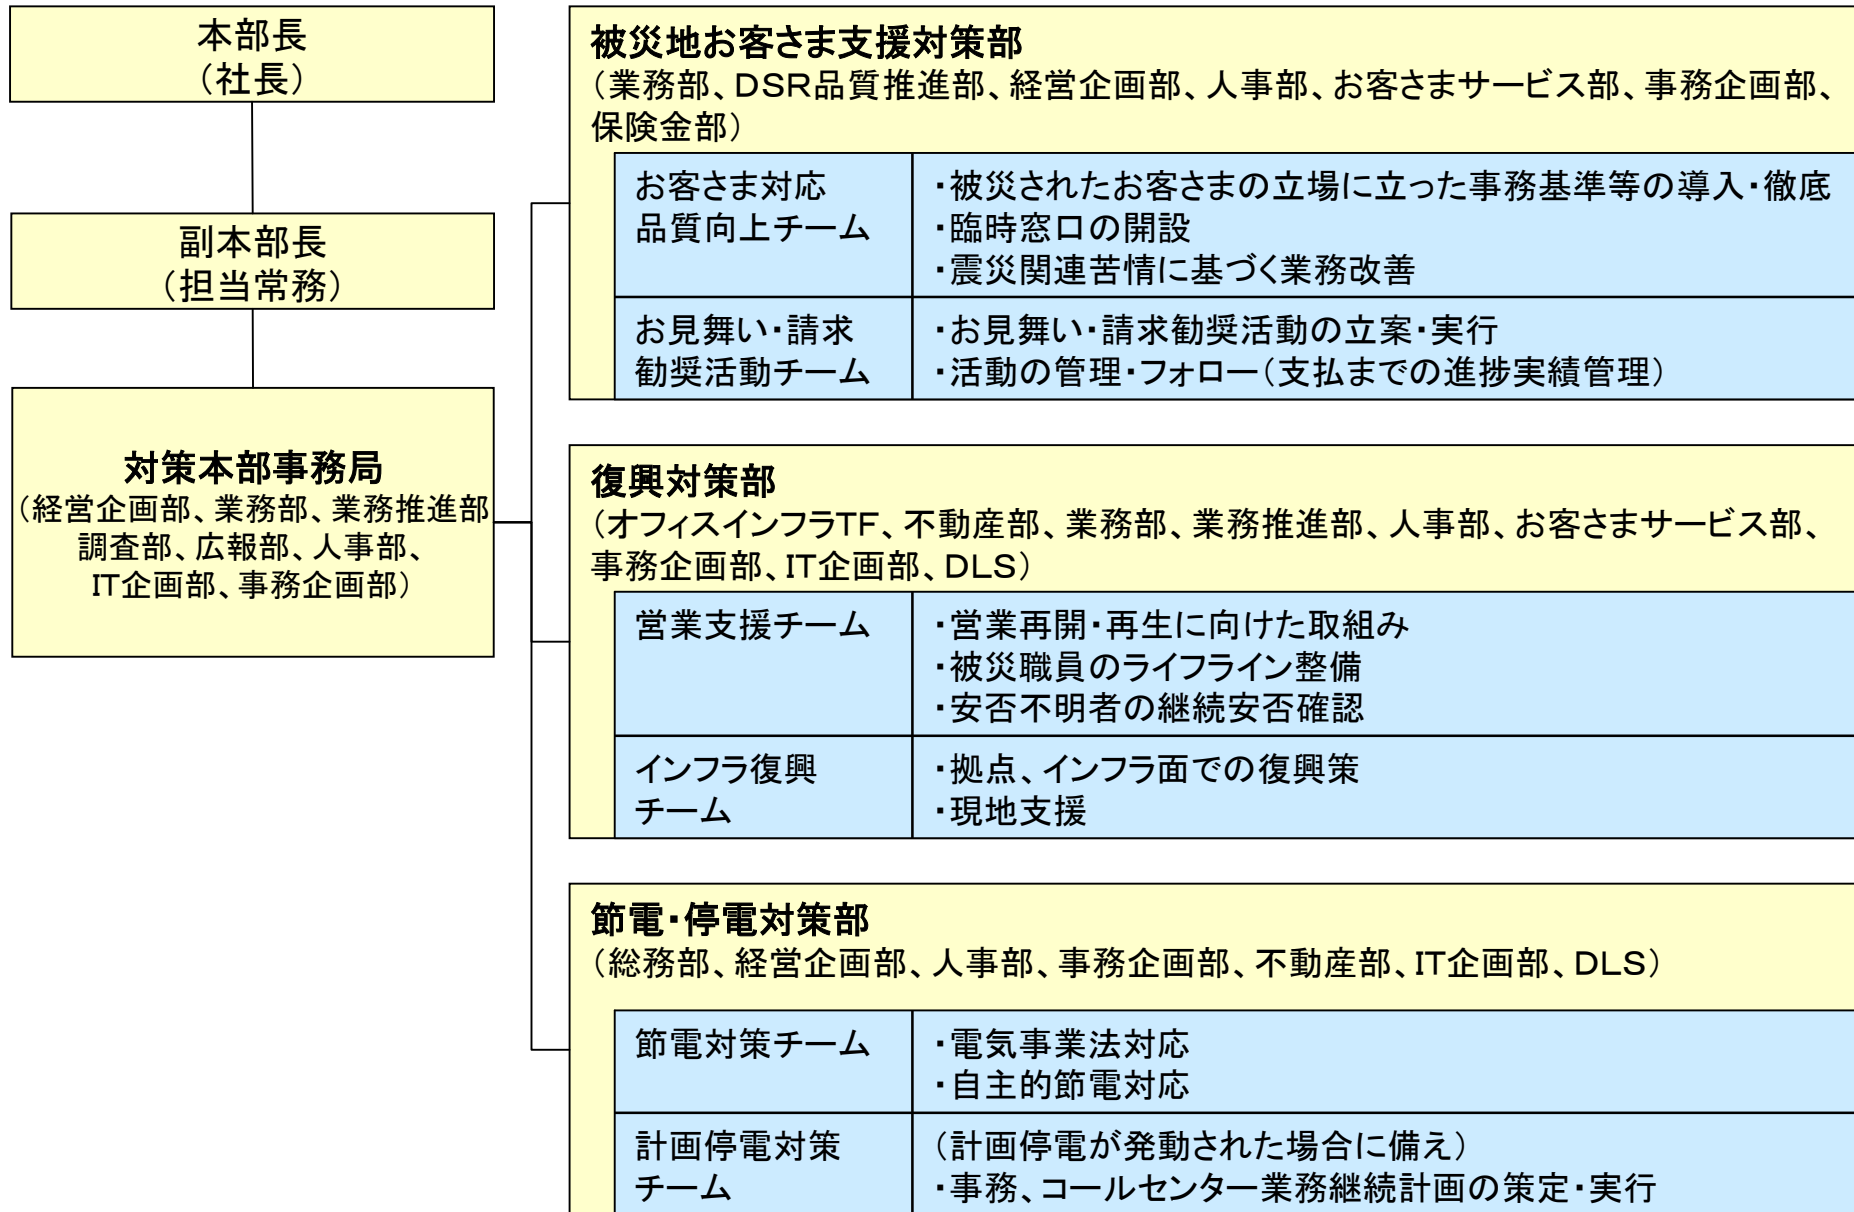 本部長
（社長）
副本部長
（担当常務）
対策本部事務局
（経営企画部、業務部、業務推進部
調査部、広報部、人事部、
IT企画部、事務企画部）
被災地お客さま支援対策部
（業務部、DSR品質推進部、経営企画部、人事部、お客さまサービス部、事務企画部、
保険金部）
お客さま対応
品質向上チーム
・被災されたお客さまの立場に立った事務基準等の導入・徹底
・臨時窓口の開設
・震災関連苦情に基づく業務改善
お見舞い・請求
勧奨活動チーム
・お見舞い・請求勧奨活動の立案・実行
・活動の管理・フォロー（支払までの進捗実績管理）
復興対策部
（オフィスインフラTF、不動産部、業務部、業務推進部、人事部、お客さまサービス部、
事務企画部、IT企画部、DLS）
営業支援チーム
・営業再開・再生に向けた取組み
・被災職員のライフライン整備
・安否不明者の継続安否確認
インフラ復興
チーム
・拠点、インフラ面での復興策
・現地支援
節電・停電対策部
（総務部、経営企画部、人事部、事務企画部、不動産部、IT企画部、DLS）
節電対策チーム
・電気事業法対応
・自主的節電対応
計画停電対策
チーム
（計画停電が発動された場合に備え）
・事務、コールセンター業務継続計画の策定・実行